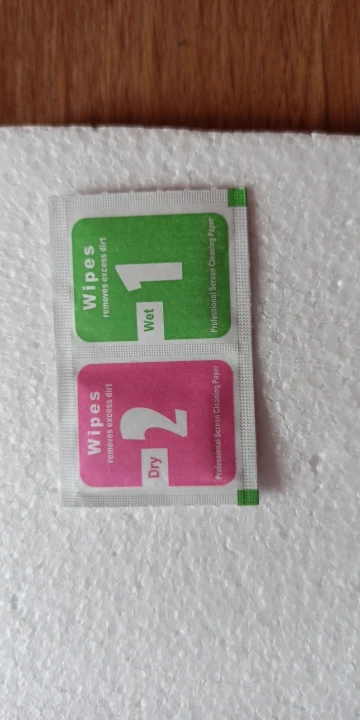 Wipes
removes excess dirt
1
Wet
Professional Screen Cleaning Paper
Wipes
removes excess dirt
2
Dry
Professional Screen Cleaning Paper